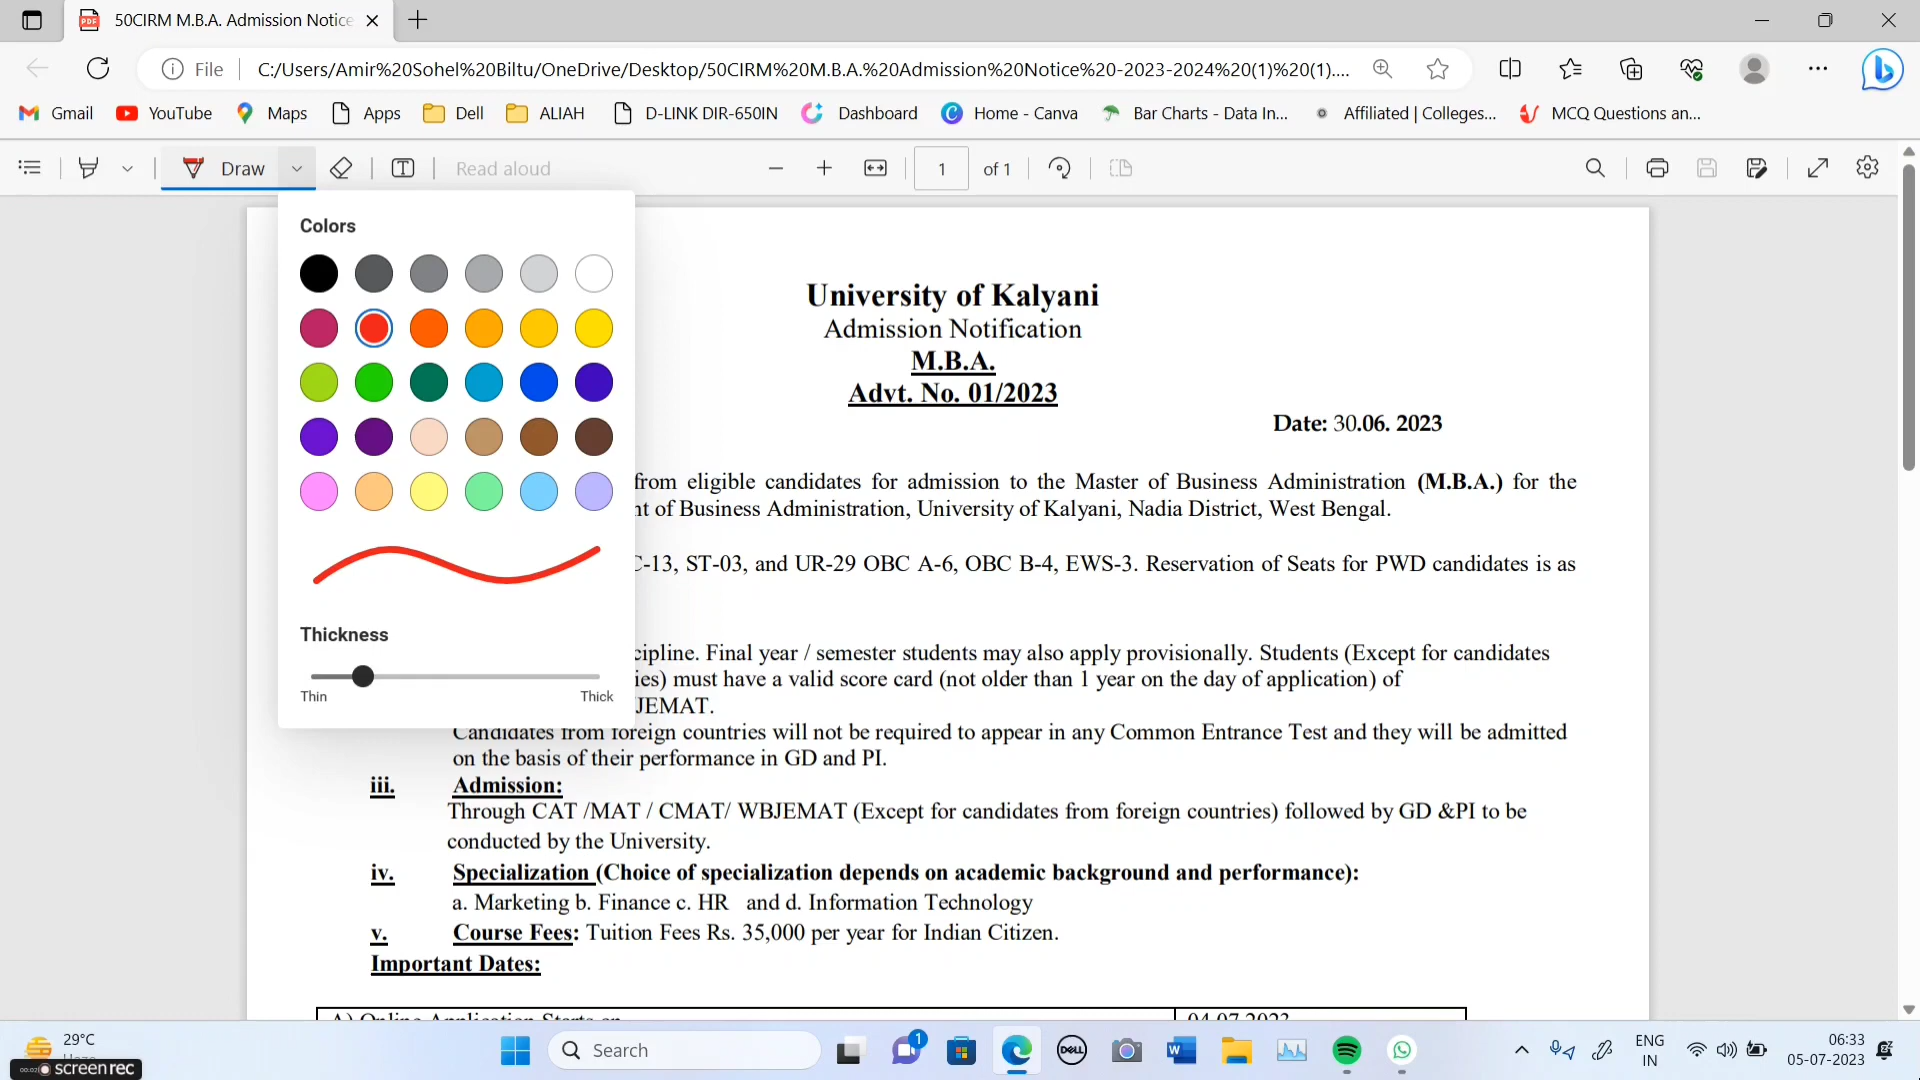 50CIRM M.B.A. Admission Notice
File
C:/Users/Amir%20Sohel%20Biltu/OneDrive/Desktop/50CIRM%20M.B.A.%20Admission%20Notice%20-2023-2024%20(1)%20(1)....
Gmail
YouTube
Maps
Apps
Dell
ALIAH
D-LINK DIR-650IN
Dashboard
Home - Canva
Bar Charts - Data In...
Affiliated | Colleges...
MCQ Questions an...
Draw
Read aloud
1
of 1
Colors
Thickness
Thin
Thick
University of Kalyani
Admission Notification
M.B.A.
Advt. No. 01/2023
Date: 30.06. 2023
from eligible candidates for admission to the Master of Business Administration (M.B.A.) for the
of Business Administration, University of Kalyani, Nadia District, West Bengal.
-13, ST-03, and UR-29 OBC A-6, OBC B-4, EWS-3. Reservation of Seats for PWD candidates is as
cipline. Final year / semester students may also apply provisionally. Students (Except for candidates
ies) must have a valid score card (not older than 1 year on the day of application) of
JEMAT.
Candidates from foreign countries will not be required to appear in any Common Entrance Test and they will be admitted
on the basis of their performance in GD and PI.
iii. Admission:
Through CAT /MAT / CMAT/ WBJEMAT (Except for candidates from foreign countries) followed by GD &PI to be
conducted by the University.
iv. Specialization (Choice of specialization depends on academic background and performance):
a. Marketing b. Finance c. HR and d. Information Technology
v. Course Fees: Tuition Fees Rs. 35,000 per year for Indian Citizen.
Important Dates:
A) Online Application Starts on 04.07.2023
29°C
Haze
screenrec
Search
1
DELL
ENG
IN
06:33
05-07-2023